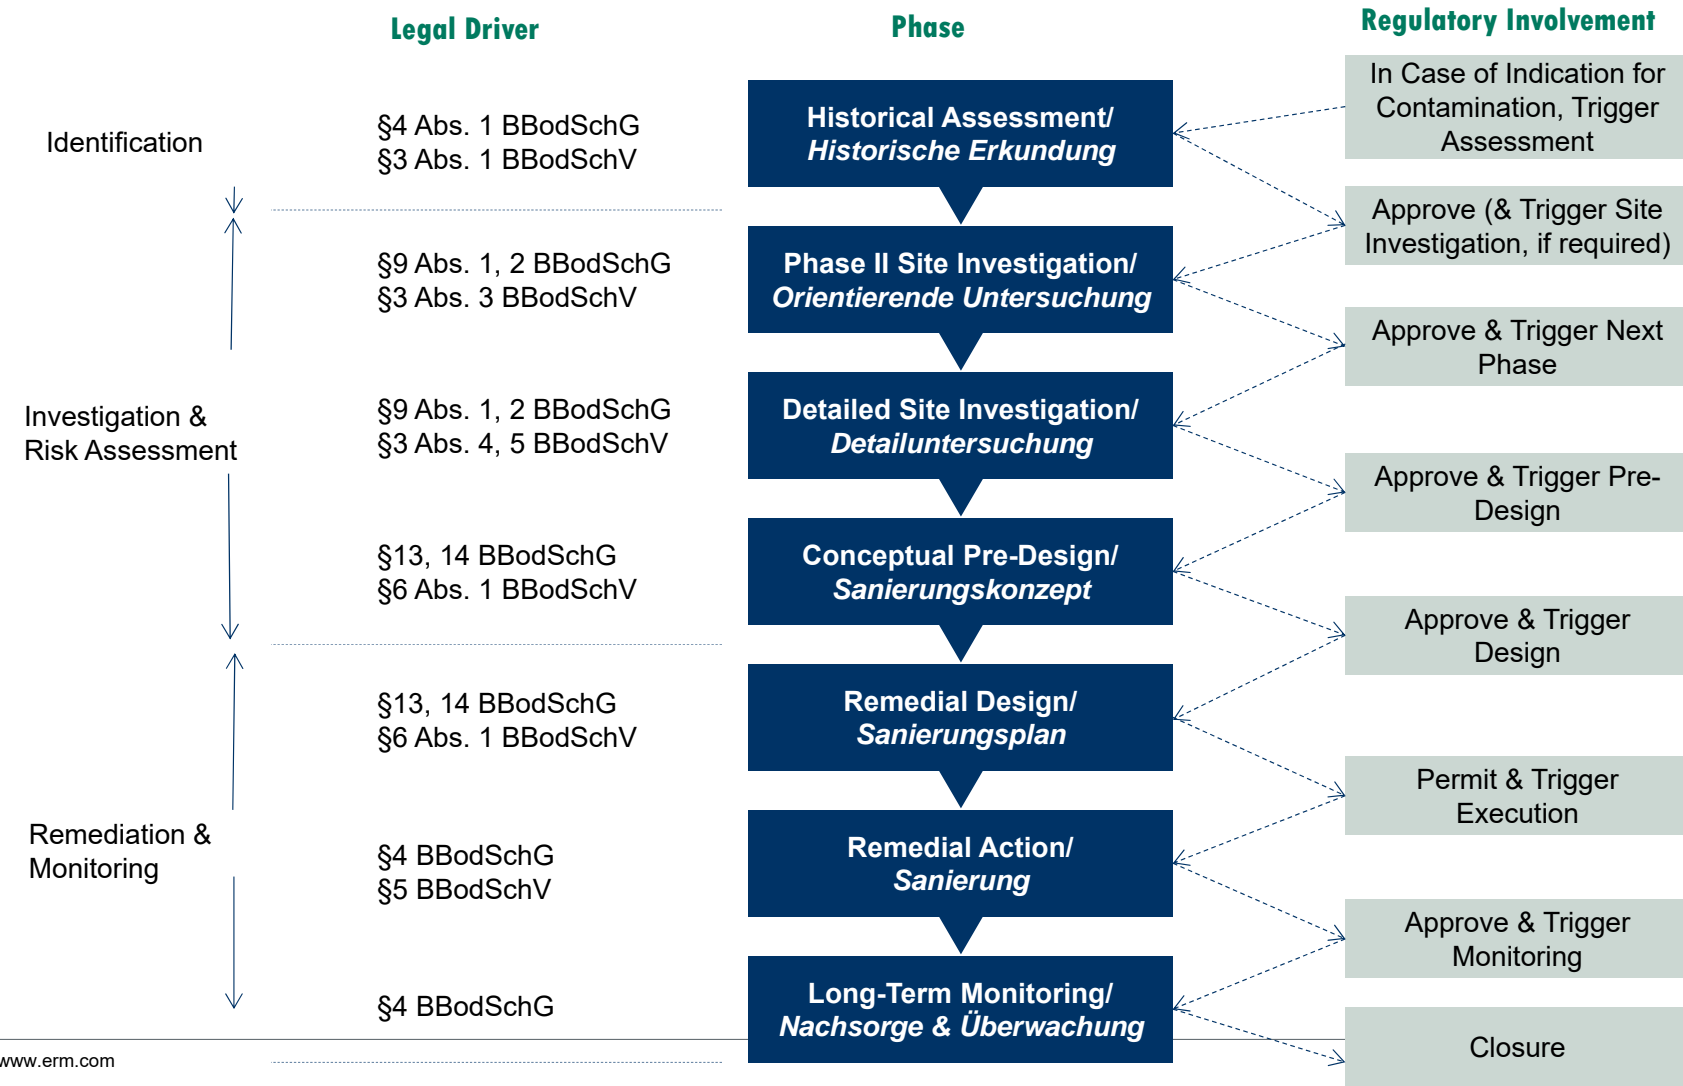 Legal Driver
Phase
Regulatory Involvement
Identification
§4 Abs. 1 BBodSchG
§3 Abs. 1 BBodSchV
Historical Assessment/
Historische Erkundung
In Case of Indication for
Contamination, Trigger
Assessment
Approve (& Trigger Site
Investigation, if required)
§9 Abs. 1, 2 BBodSchG
§3 Abs. 3 BBodSchV
Phase II Site Investigation/
Orientierende Untersuchung
Approve & Trigger Next
Phase
Investigation &
Risk Assessment
§9 Abs. 1, 2 BBodSchG
§3 Abs. 4, 5 BBodSchV
Detailed Site Investigation/
Detailuntersuchung
Approve & Trigger Pre-
Design
§13, 14 BBodSchG
§6 Abs. 1 BBodSchV
Conceptual Pre-Design/
Sanierungskonzept
Approve & Trigger
Design
§13, 14 BBodSchG
§6 Abs. 1 BBodSchV
Remedial Design/
Sanierungsplan
Permit & Trigger
Execution
Remediation &
Monitoring
§4 BBodSchG
§5 BBodSchV
Remedial Action/
Sanierung
Approve & Trigger
Monitoring
§4 BBodSchG
Long-Term Monitoring/
Nachsorge & Überwachung
Closure
www.erm.com